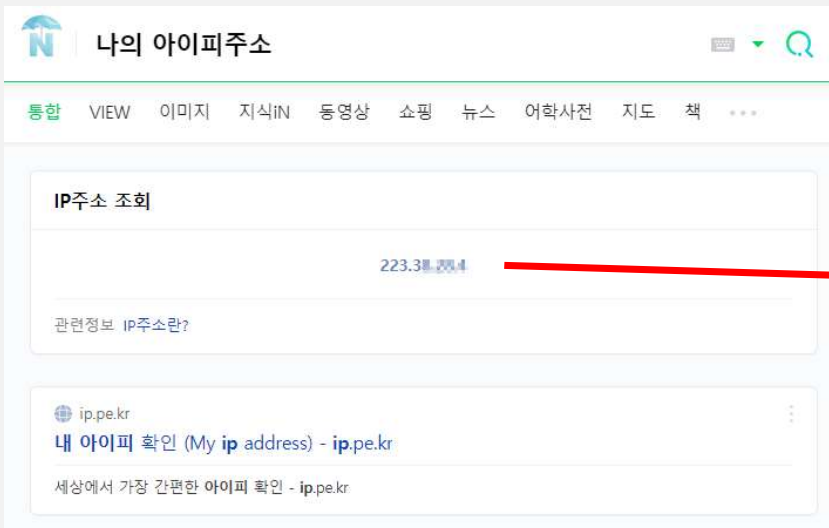 N 나의 아이피주소
통합 VIEW 이미지 지식iN 동영상 쇼핑 뉴스 어학사전 지도 책
IP주소 조회
관련정보 IP주소란?
ip.pe.kr
내 아이피 확인 (My ip address) - ip.pe.kr
세상에서 가장 간편한 아이피 확인 - ip.pe.kr